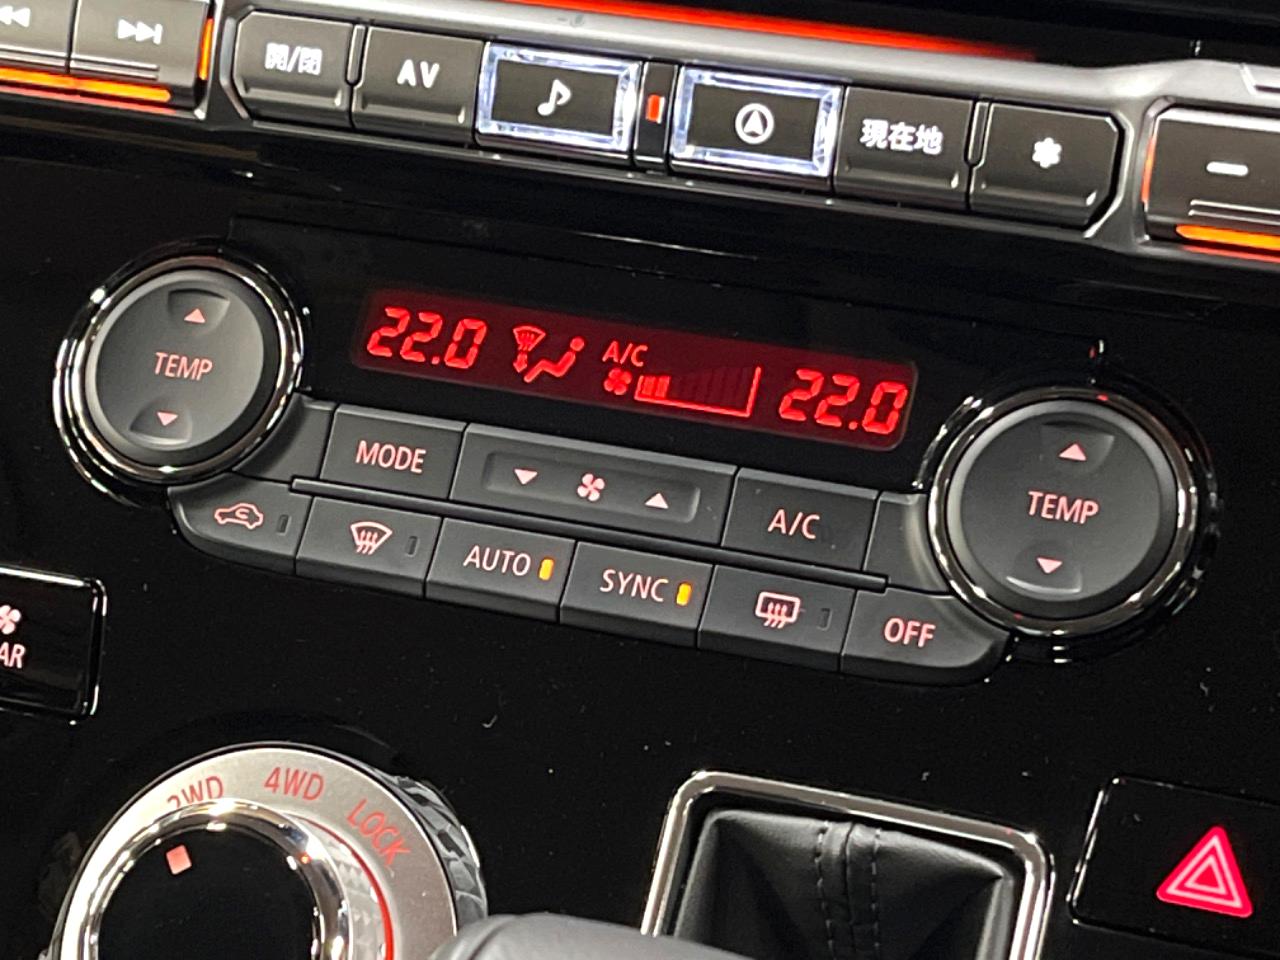 開/閉
AV
現在地
TEMP
22.0
A/C
22.0
TEMP
MODE
A/C
AUTO
SYNC
OFF
AR
2WD
4WD
LOCK